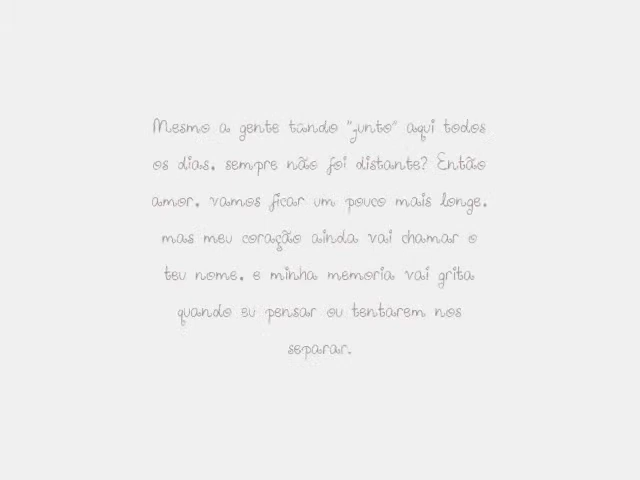 Mesmo a gente tando "junto" aqui todos
os dias, sempre não foi distante? Então
amor, vamos ficar um pouco mais longe,
mas meu coração ainda vai chamar o
teu nome, e minha memoria vai grita
quando eu pensar ou tentarem nos
separar.